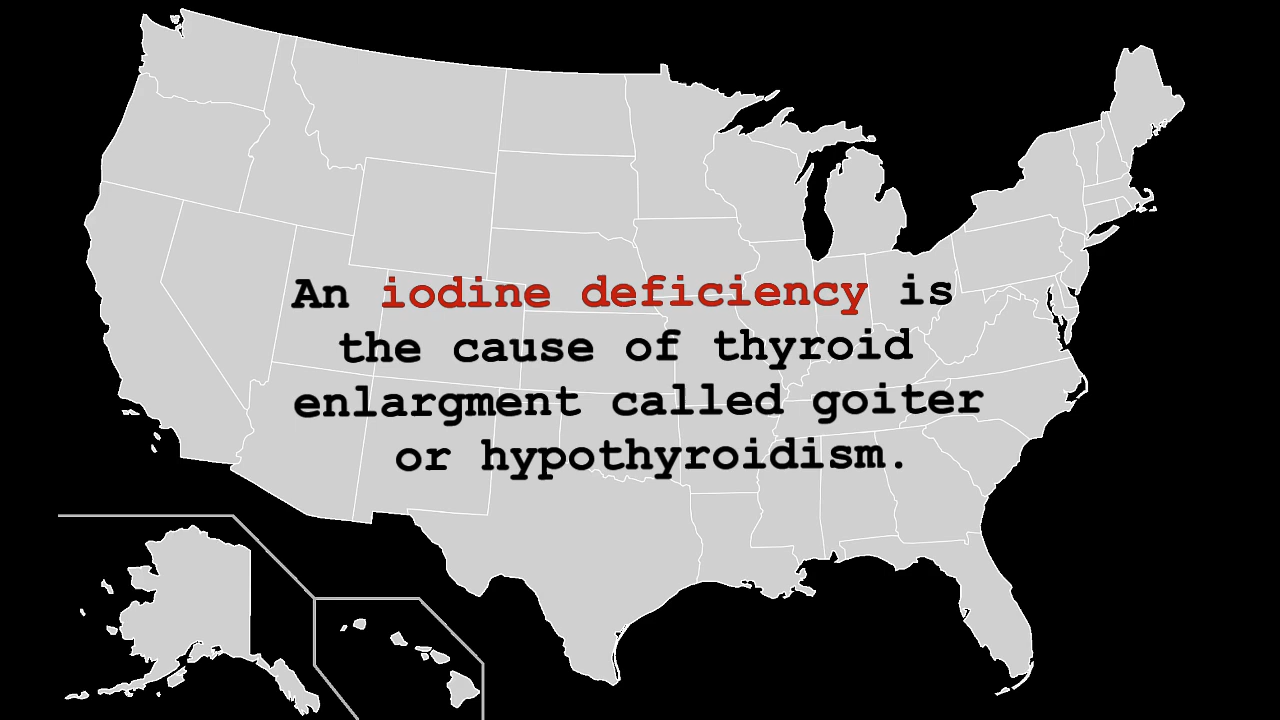 An iodine deficiency is
the cause of thyroid
enlargment called goiter
or hypothyroidism.